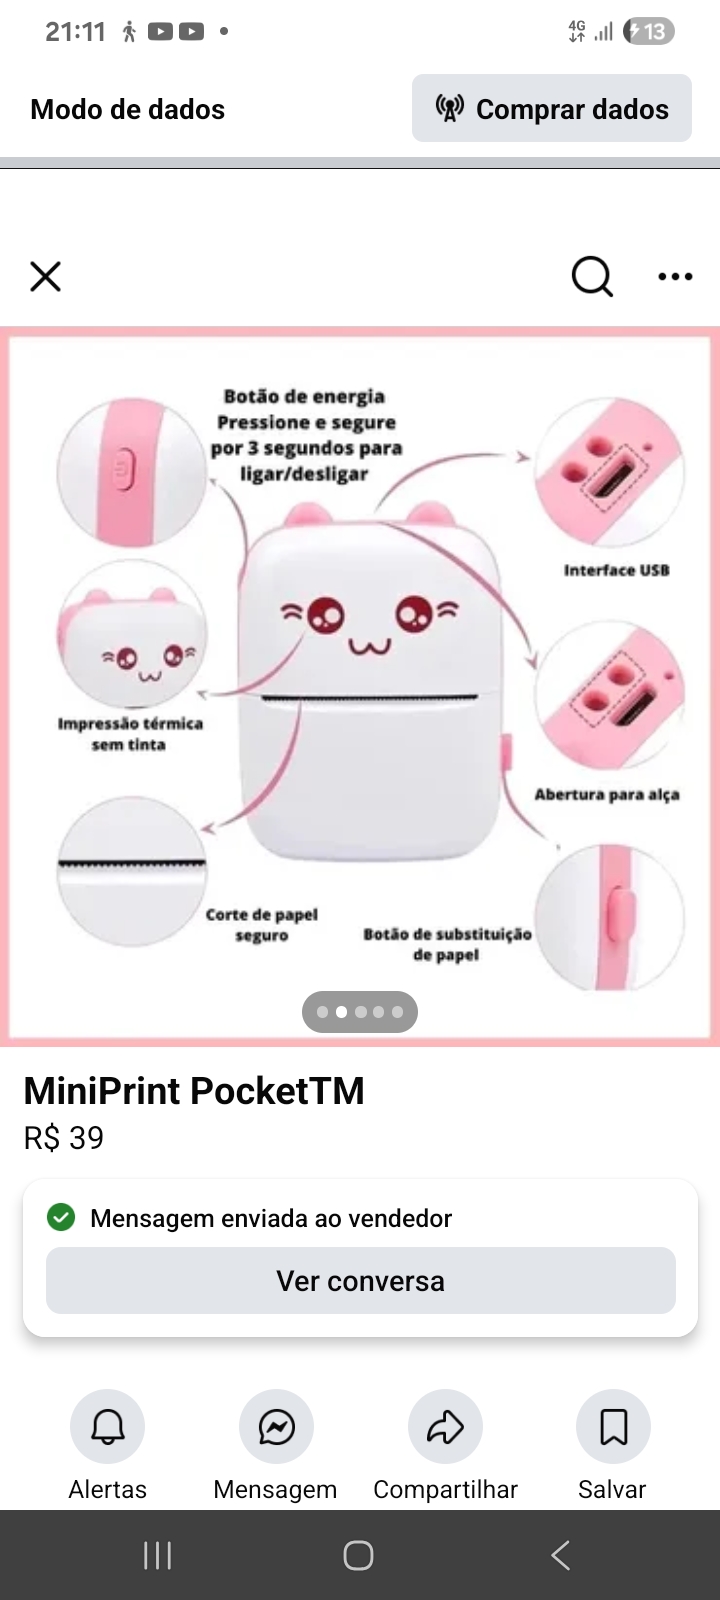 21:11
4G
13
Modo de dados
Comprar dados
Botão de energia
Pressione e segure
por 3 segundos para
ligar/desligar
Interface USB
Impressão térmica
sem tinta
Abertura para alça
Corte de papel
seguro
Botão de substituição
de papel
MiniPrint PocketTM
R$ 39
Mensagem enviada ao vendedor
Ver conversa
Alertas
Mensagem
Compartilhar
Salvar